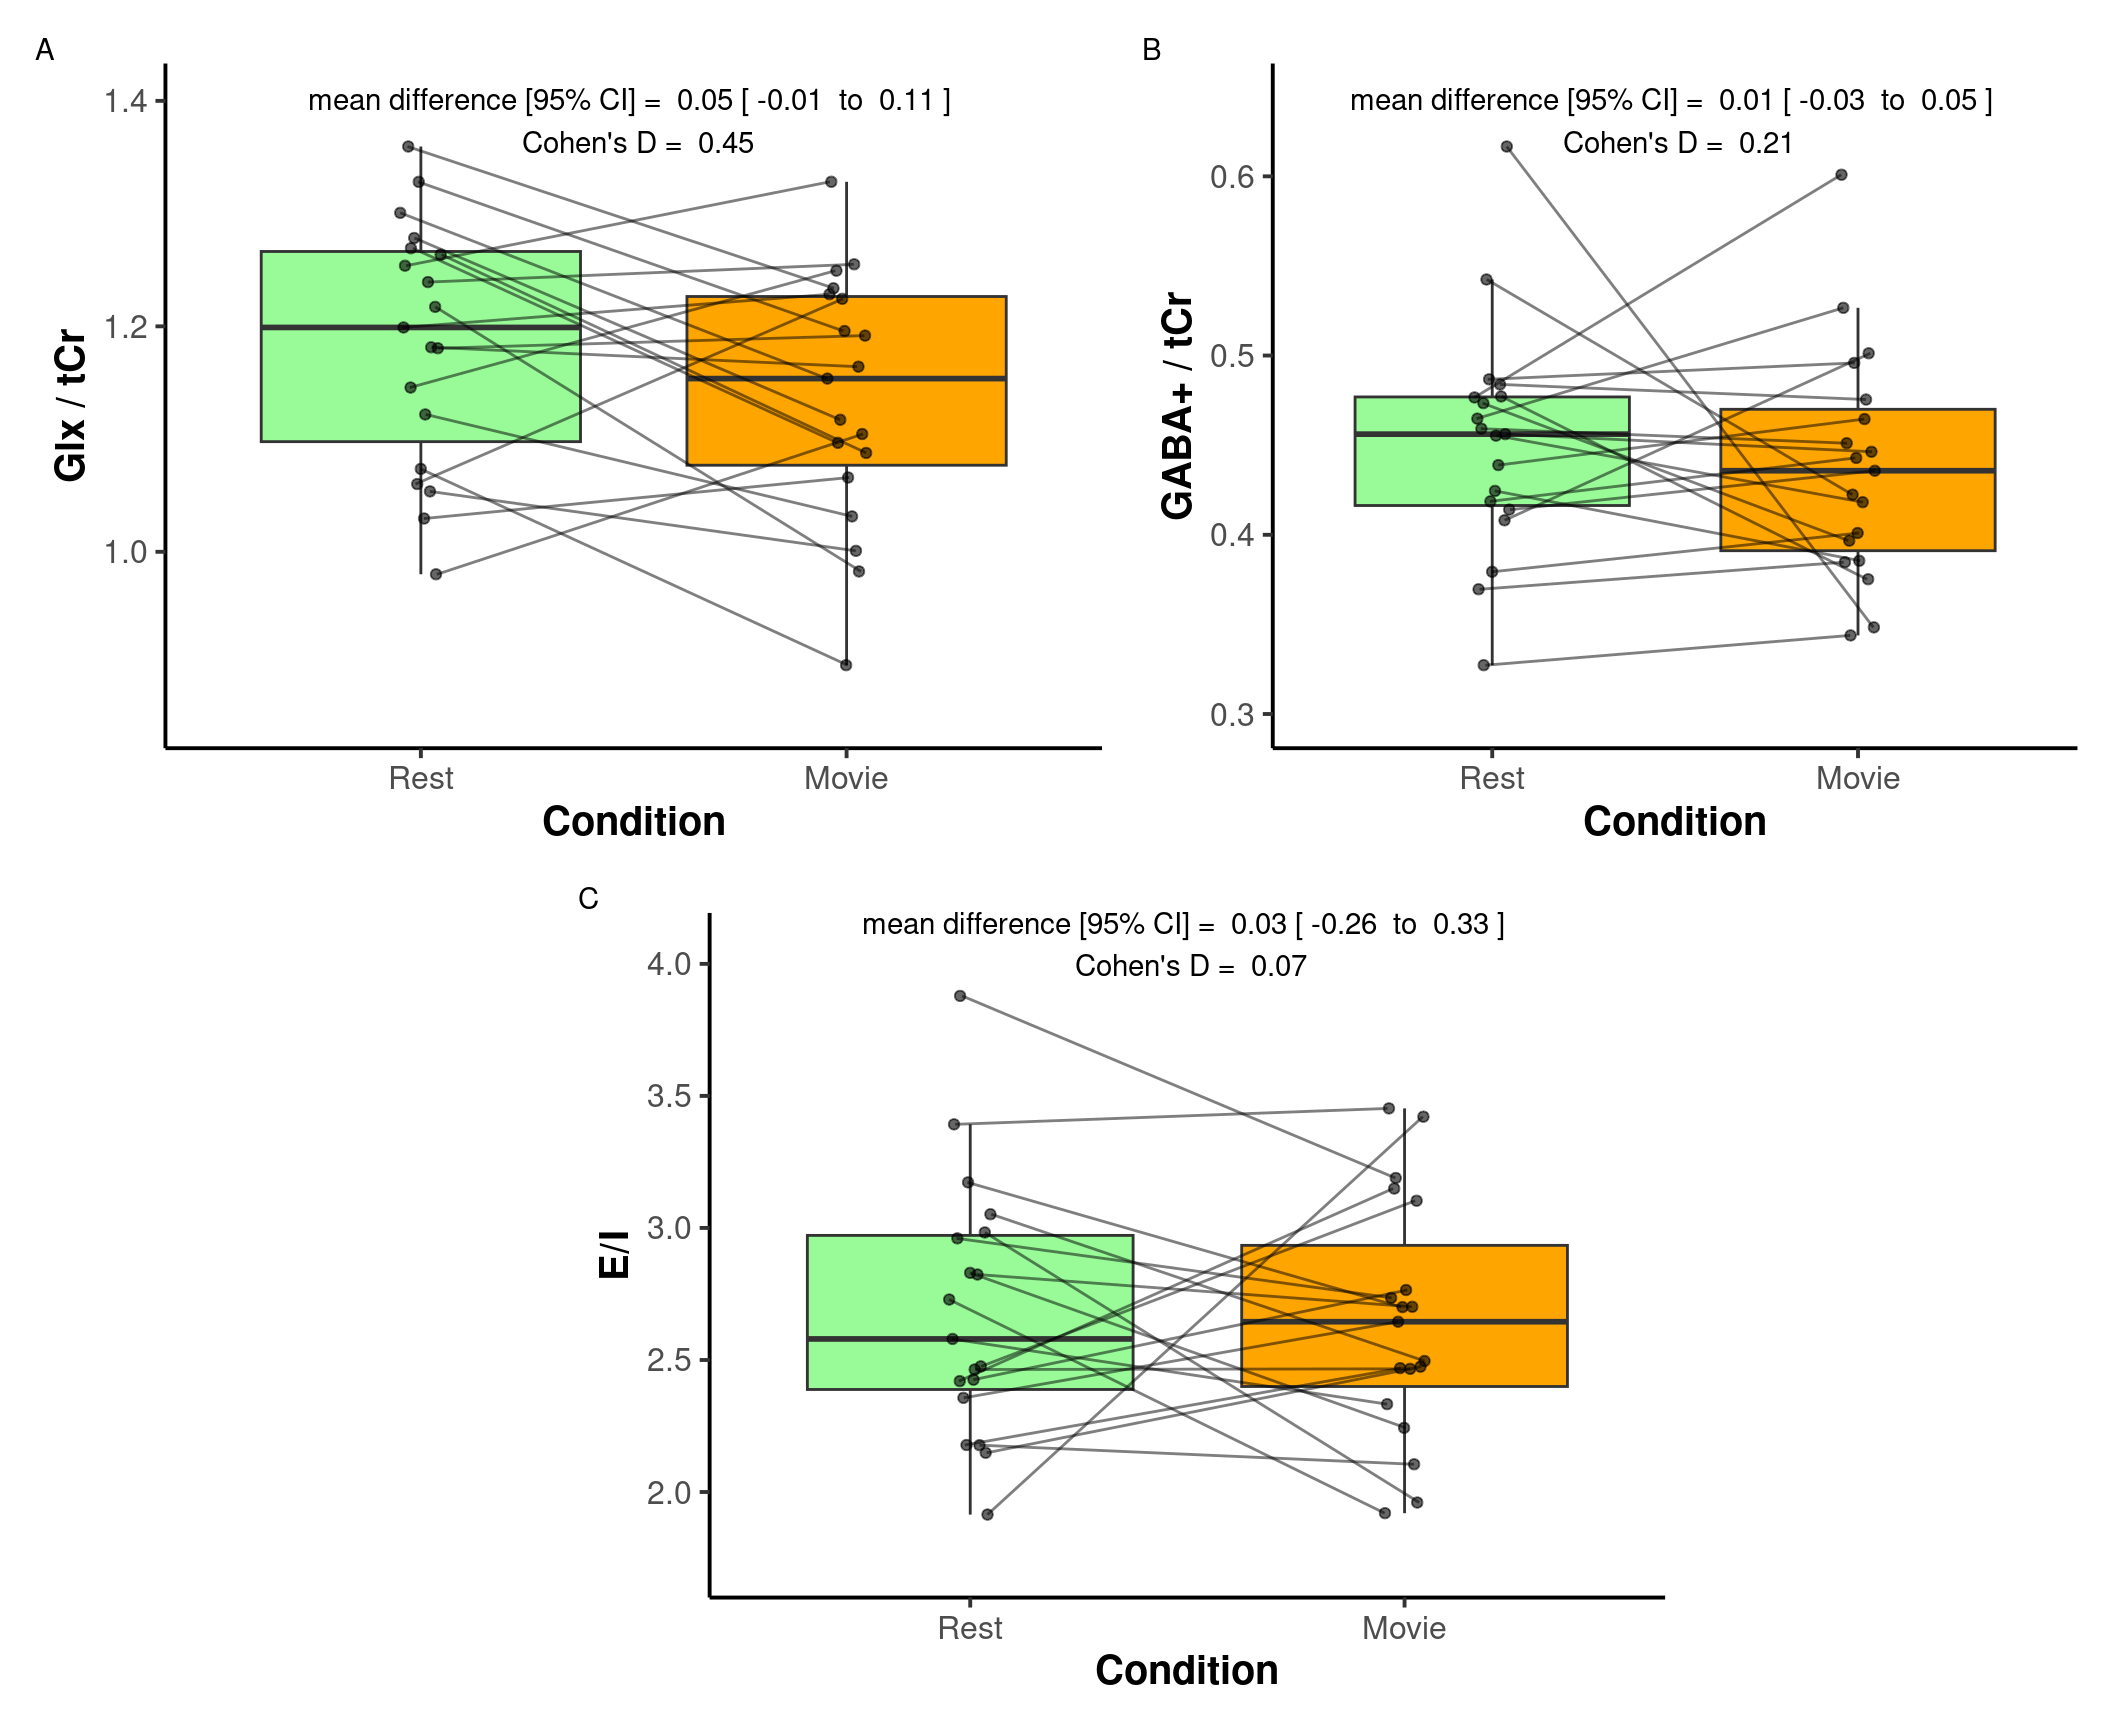 A
mean difference [95% CI] = 0.05 [ -0.01 to 0.11 ]
Cohen's D = 0.45
1.4
1.2
1.0
Glx / tCr
Rest
Movie
Condition
B
mean difference [95% CI] = 0.01 [ -0.03 to 0.05 ]
Cohen's D = 0.21
0.6
0.5
0.4
0.3
GABA+ / tCr
Rest
Movie
Condition
C
mean difference [95% CI] = 0.03 [ -0.26 to 0.33 ]
Cohen's D = 0.07
4.0
3.5
3.0
2.5
2.0
E/I
Rest
Movie
Condition